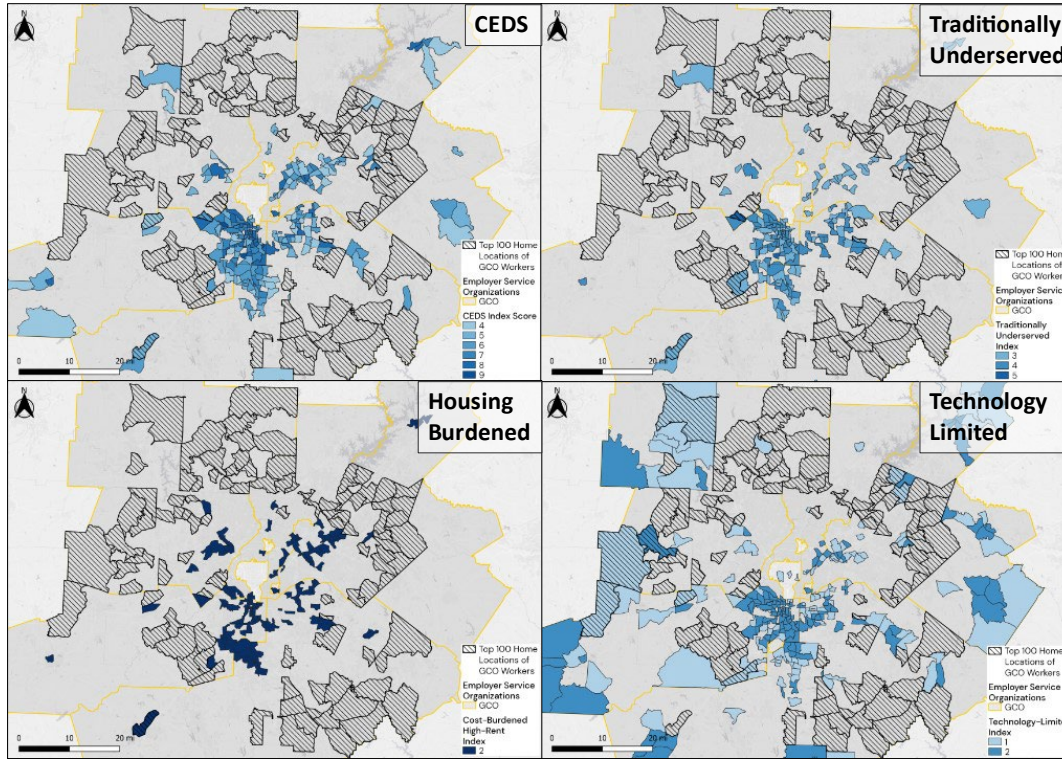 CEDS
Top 100 Home
Locations of
GCO Workers
Employer Service
Organizations
GCO
CEDS Index Score
4
5
6
7
8
9
0 10 20 mi
Traditionally
Underserved
Top 100 Hom
Locations of
GCO Worker
Employer Service
Organizations
GCO
Traditionally
Underserved
Index
3
4
5
0 10 20 mi
Housing
Burdened
Top 100 Home
Locations of
GCO Workers
Employer Service
Organizations
GCO
Cost-Burdened
High-Rent
Index
2
0 10 20 mi
Technology
Limited
Top 100 Home
Locations of
GCO Workers
Employer Service
Organizations
GCO
Technology-Limite
Index
1
2
0 10 20 mi